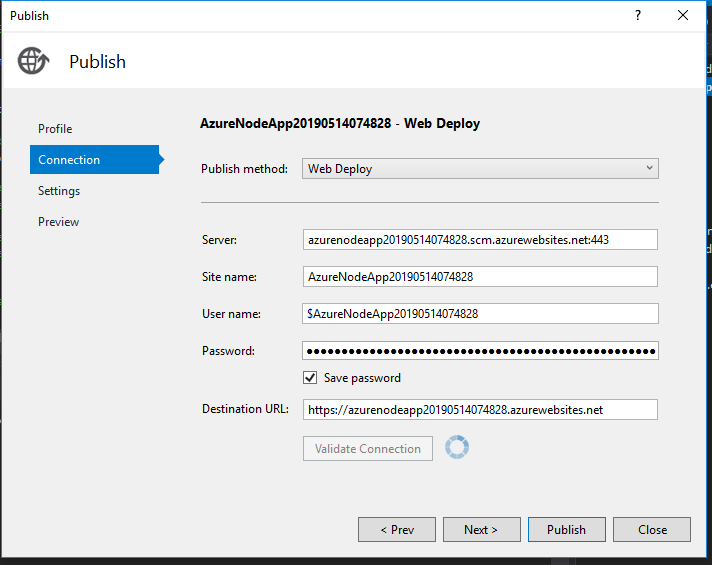 Publish
?
Publish
Profile
Connection
Settings
Preview
AzureNodeApp20190514074828 - Web Deploy
Publish method: Web Deploy
Server: azurenodeapp20190514074828.scm.azurewebsites.net:443
Site name: AzureNodeApp20190514074828
User name: $AzureNodeApp20190514074828
Password:
Save password
Destination URL: https://azurenodeapp20190514074828.azurewebsites.net
Validate Connection
< Prev Next > Publish Close